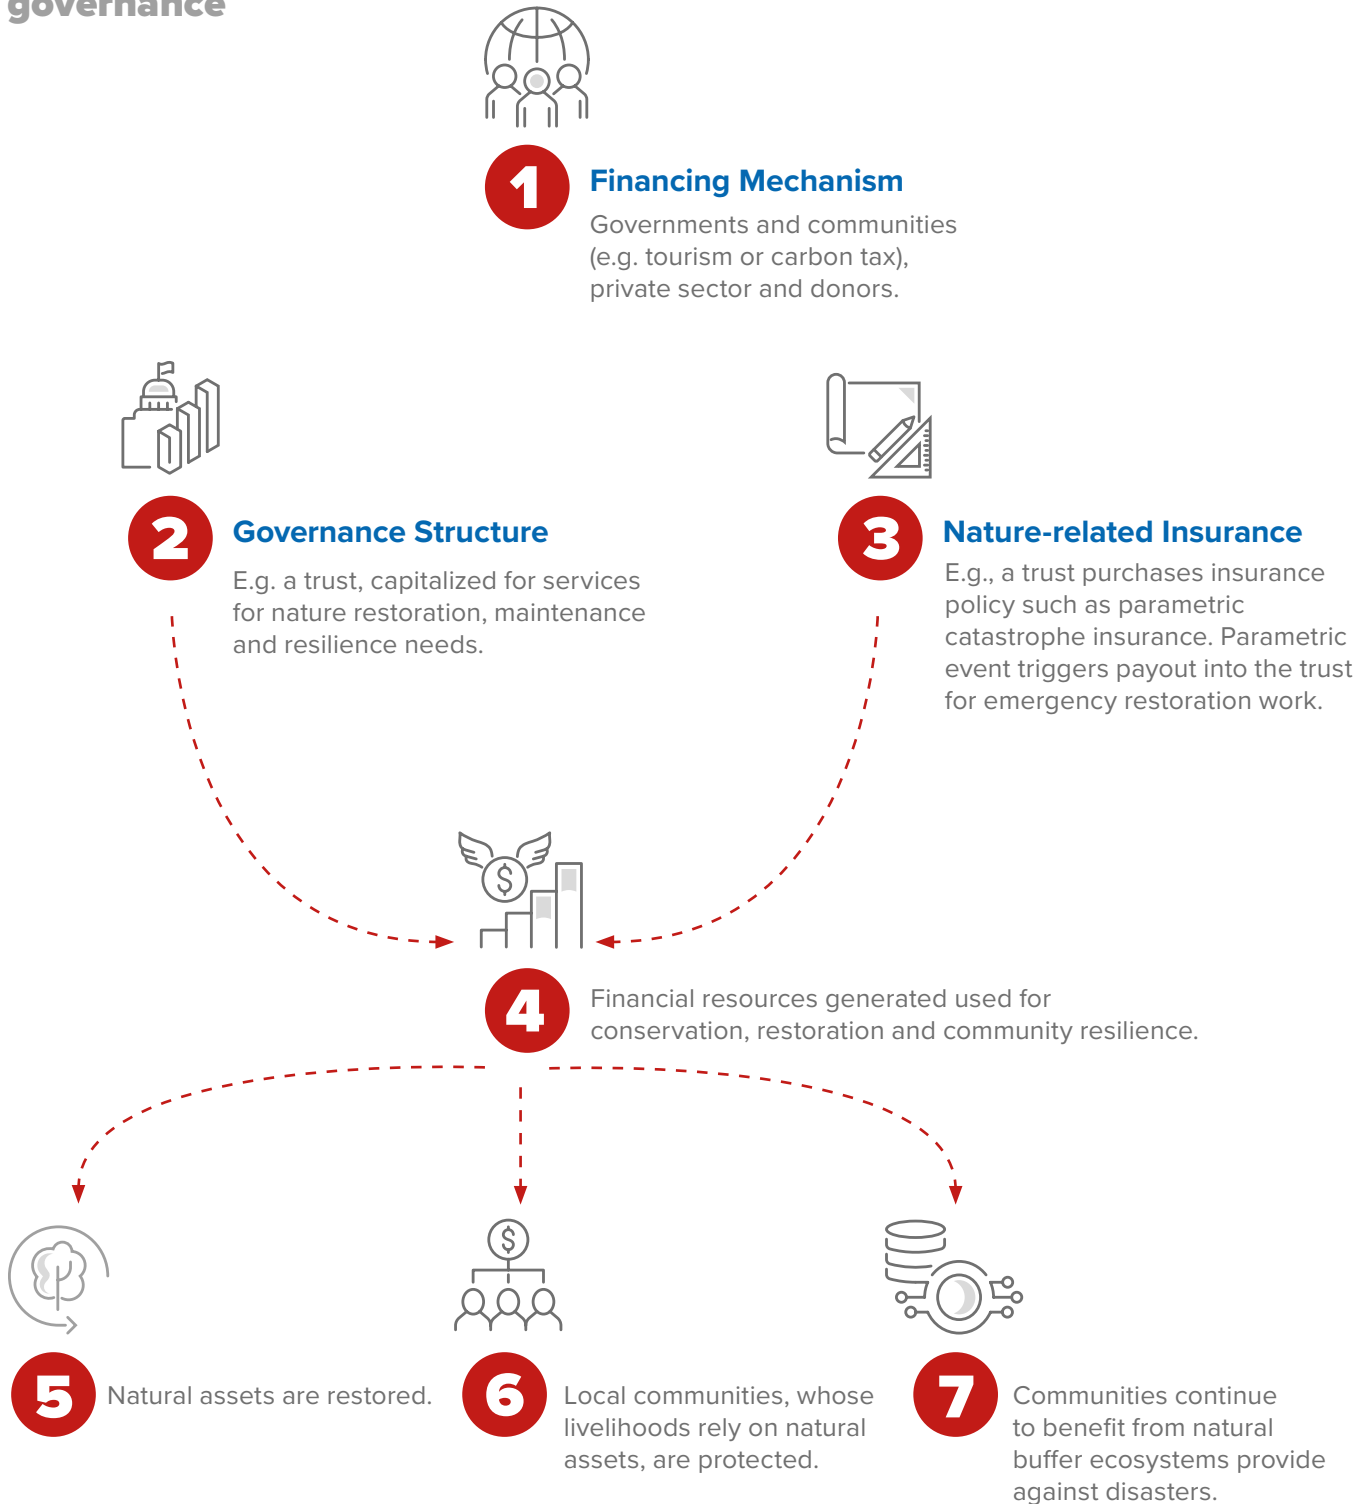 governance
1
Financing Mechanism
Governments and communities
(e.g. tourism or carbon tax),
private sector and donors.
2
Governance Structure
E.g. a trust, capitalized for services
for nature restoration, maintenance
and resilience needs.
3
Nature-related Insurance
E.g., a trust purchases insurance
policy such as parametric
catastrophe insurance. Parametric
event triggers payout into the trust
for emergency restoration work.
$
4
Financial resources generated used for
conservation, restoration and community resilience.
5
Natural assets are restored.
$
6
Local communities, whose
livelihoods rely on natural
assets, are protected.
7
Communities continue
to benefit from natural
buffer ecosystems provide
against disasters.